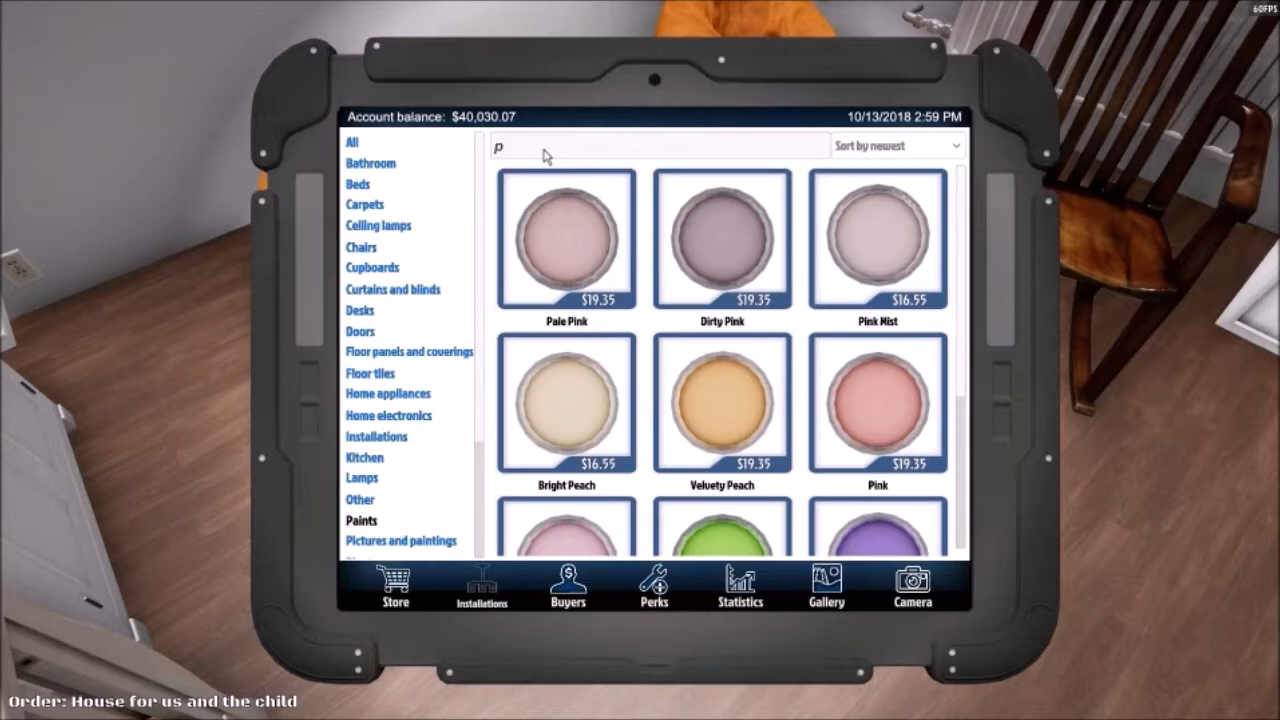 60FPS
Account balance: $40,030.07
10/13/2018 2:59 PM
All
Bathroom
Beds
Carpets
Ceiling lamps
Chairs
Cupboards
Curtains and blinds
Desks
Doors
Floor panels and coverings
Floor tiles
Home appliances
Home electronics
Installations
Kitchen
Lamps
Other
Paints
Pictures and paintings
p
Sort by newest
$19.35
$19.35
$16.55
Pale Pink
Dirty Pink
Pink Mist
$16.55
$19.35
$19.35
Bright Peach
Velvety Peach
Pink
Store
Installations
Buyers
Perks
Statistics
Gallery
Camera
Order: House for us and the child